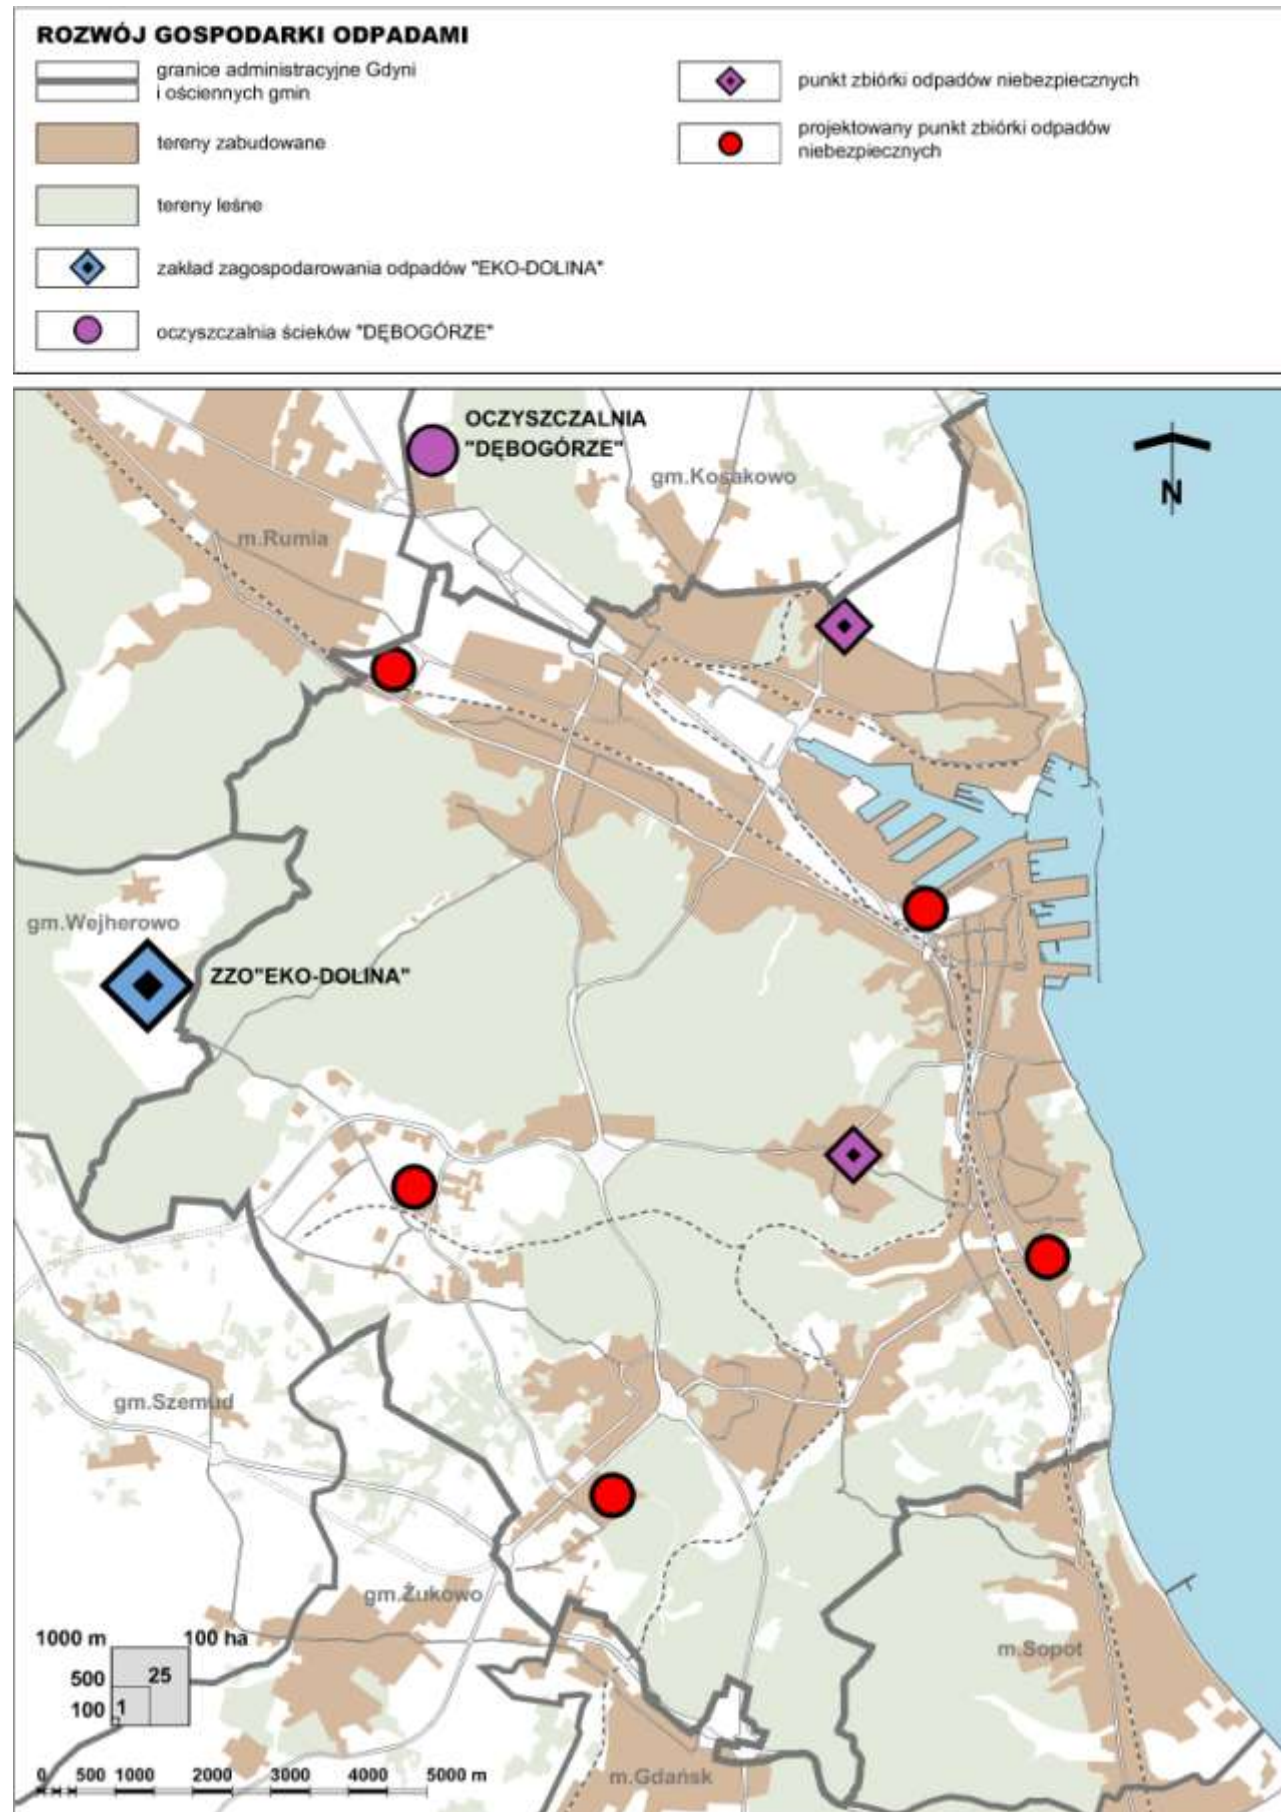 ROZWÓJ GOSPODARKI ODPADAMI
granice administracyjne Gdyni
i ościennych gmin
tereny zabudowane
tereny leśne
zakład zagospodarowania odpadów "EKO-DOLINA"
oczyszczalnia ścieków "DĘBOGÓRZE"
punkt zbiórki odpadów niebezpiecznych
projektowany punkt zbiórki odpadów
niebezpiecznych
OCZYSZCZALNIA
"DĘBOGÓRZE"
gm.Kosakowo
N
m.Rumia
gm.Wejherowo
ZZO"EKO-DOLINA"
gm.Szemud
gm.Żukowo
m.Sopot
m.Gdańsk
1000 m 100 ha
500 25
100 1
0 500 1000 2000 3000 4000 5000 m